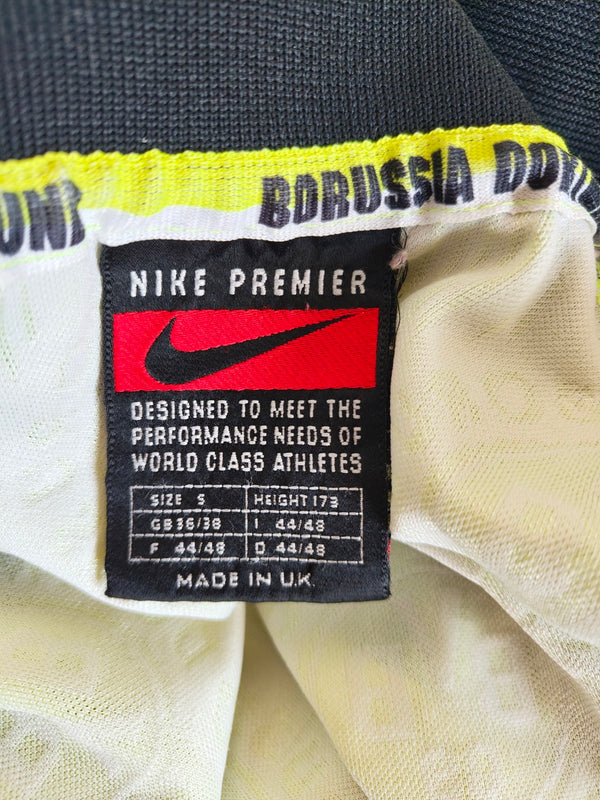 BORUSSIA
NIKE PREMIER
DESIGNED TO MEET THE
PERFORMANCE NEEDS OF
WORLD CLASS ATHLETES
SIZE S HEIGHT 173
GB 36/38 I 44/48
F 44/48 D 44/48
MADE IN U.K.